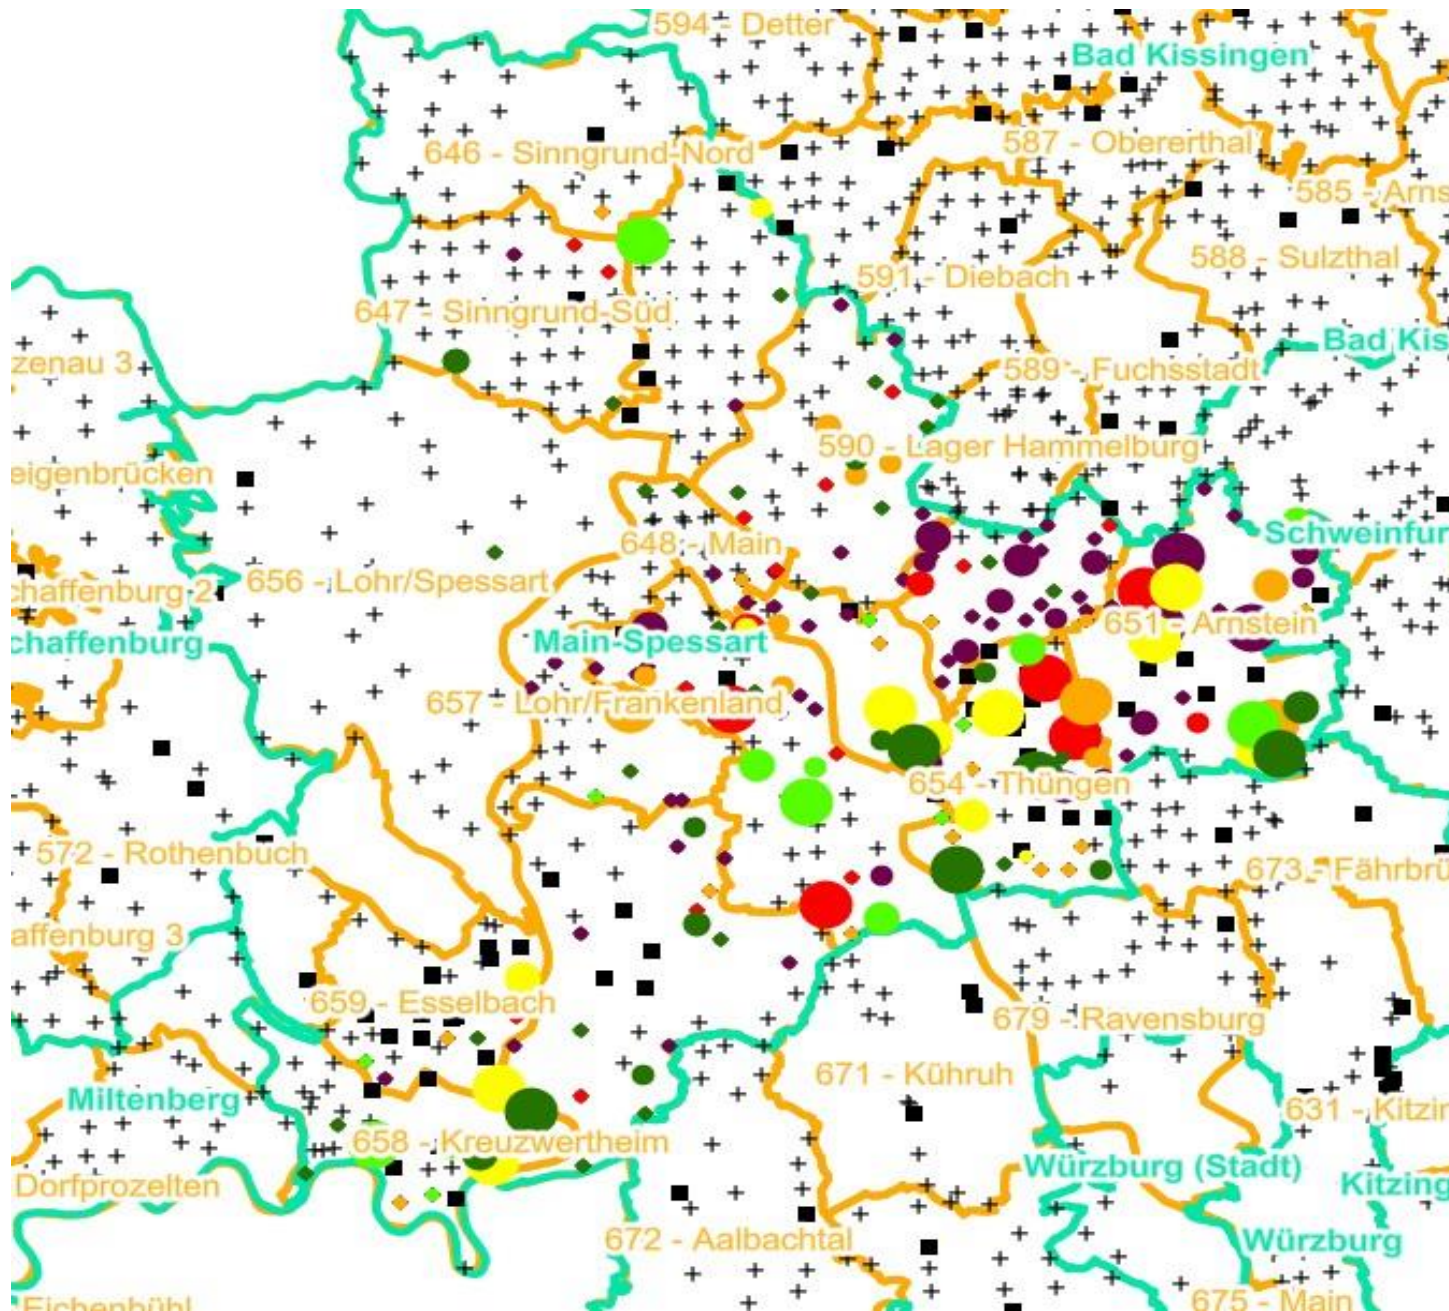 594 - Detter
Bad Kissingen
587 - Obererthal
646 - Sinngrund-Nord
585 - Arns
588 - Sulzthal
591 - Diebach
647 - Sinngrund-Süd
Bad Kis
zenau 3
589 - Fuchsstadt
590 - Lager Hammelburg
eigenbrücken
Schweinfur
648 - Main
656 - Lohr/Spessart
chaffenburg 2
651 - Arnstein
chaffenburg
Main-Spessart
657 - Lohr/Frankenland
654 - Thüngen
572 - Rothenbuch
673 - Fährbrü
affenburg 3
659 - Esselbach
679 - Ravensburg
671 - Kühruh
Miltenberg
631 - Kitzin
658 - Kreuzwertheim
Würzburg (Stadt)
Dorfprozelten
Kitzing
672 - Aalbachtal
Würzburg
675 - Main
Eichenbühl